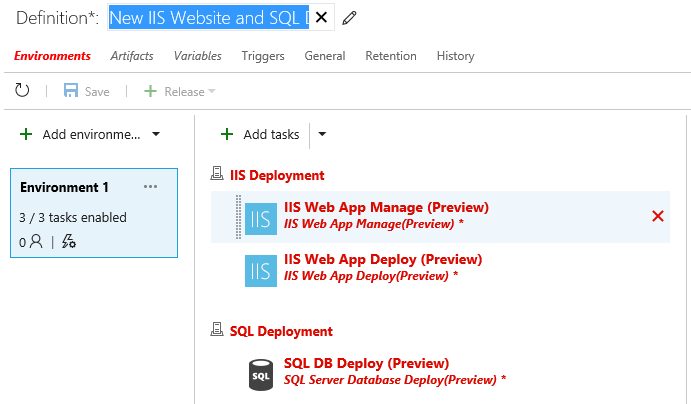 Definition*: New IIS Website and SQL D
Environments Artifacts Variables Triggers General Retention History
Save Release
Add environme... Add tasks
Environment 1
3 / 3 tasks enabled
0
IIS Deployment
IIS IIS Web App Manage (Preview)
IIS Web App Manage(Preview) *
IIS IIS Web App Deploy (Preview)
IIS Web App Deploy(Preview) *
SQL Deployment
SQL SQL DB Deploy (Preview)
SQL Server Database Deploy(Preview) *